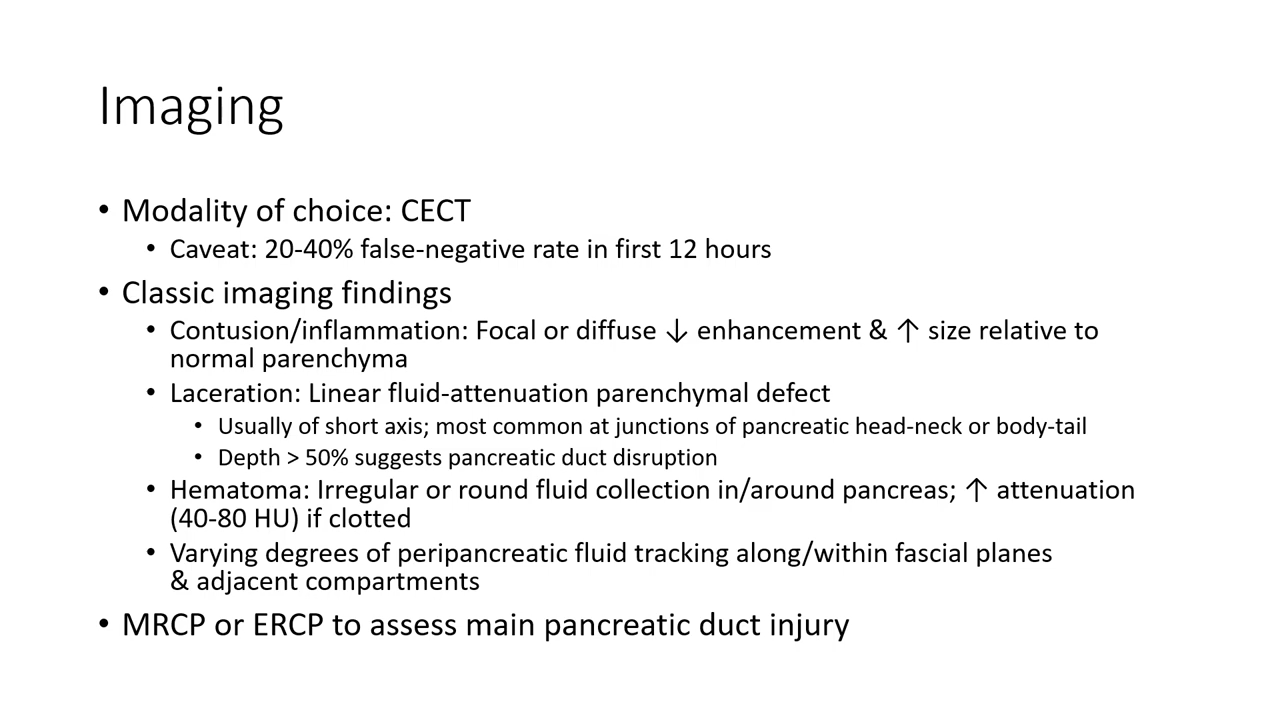 Imaging
• Modality of choice: CECT
• Caveat: 20-40% false-negative rate in first 12 hours
• Classic imaging findings
• Contusion/inflammation: Focal or diffuse ↓ enhancement & ↑ size relative to
normal parenchyma
• Laceration: Linear fluid-attenuation parenchymal defect
• Usually of short axis; most common at junctions of pancreatic head-neck or body-tail
• Depth > 50% suggests pancreatic duct disruption
• Hematoma: Irregular or round fluid collection in/around pancreas; ↑ attenuation
(40-80 HU) if clotted
• Varying degrees of peripancreatic fluid tracking along/within fascial planes
& adjacent compartments
• MRCP or ERCP to assess main pancreatic duct injury